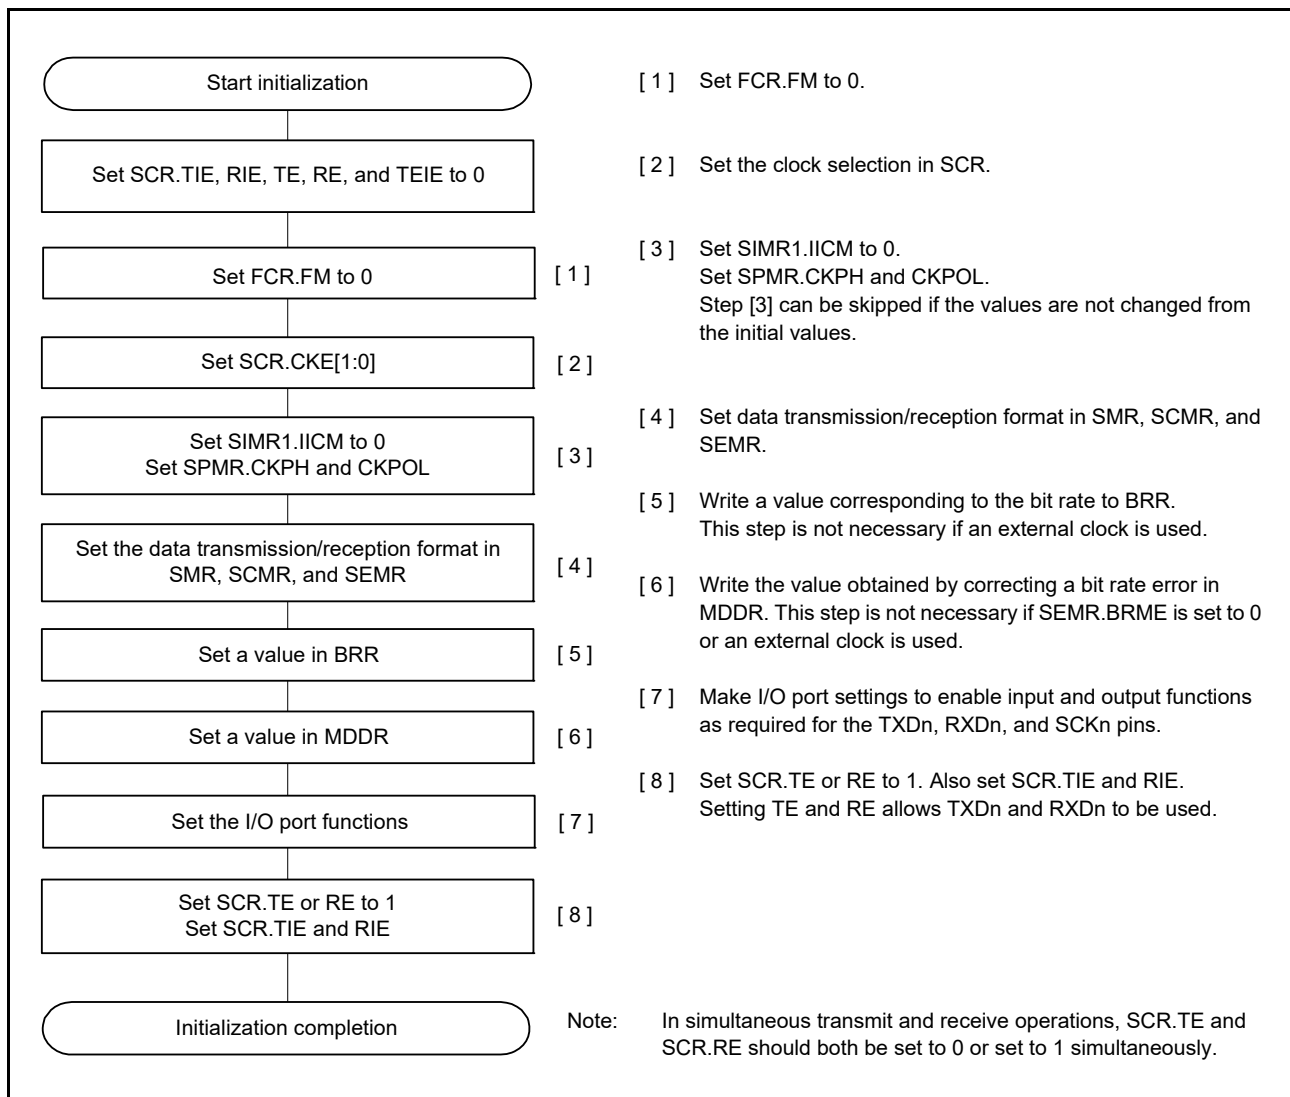 Start initialization
Set SCR.TIE, RIE, TE, RE, and TEIE to 0
Set FCR.FM to 0
[ 1 ]
Set SCR.CKE[1:0]
[ 2 ]
Set SIMR1.IICM to 0
Set SPMR.CKPH and CKPOL
[ 3 ]
Set the data transmission/reception format in
SMR, SCMR, and SEMR
[ 4 ]
Set a value in BRR
[ 5 ]
Set a value in MDDR
[ 6 ]
Set the I/O port functions
[ 7 ]
Set SCR.TE or RE to 1
Set SCR.TIE and RIE
[ 8 ]
Initialization completion
[ 1 ] Set FCR.FM to 0.
[ 2 ] Set the clock selection in SCR.
[ 3 ] Set SIMR1.IICM to 0.
Set SPMR.CKPH and CKPOL.
Step [3] can be skipped if the values are not changed from
the initial values.
[ 4 ] Set data transmission/reception format in SMR, SCMR, and
SEMR.
[ 5 ] Write a value corresponding to the bit rate to BRR.
This step is not necessary if an external clock is used.
[ 6 ] Write the value obtained by correcting a bit rate error in
MDDR. This step is not necessary if SEMR.BRME is set to 0
or an external clock is used.
[ 7 ] Make I/O port settings to enable input and output functions
as required for the TXDn, RXDn, and SCKn pins.
[ 8 ] Set SCR.TE or RE to 1. Also set SCR.TIE and RIE.
Setting TE and RE allows TXDn and RXDn to be used.
Note: In simultaneous transmit and receive operations, SCR.TE and
SCR.RE should both be set to 0 or set to 1 simultaneously.